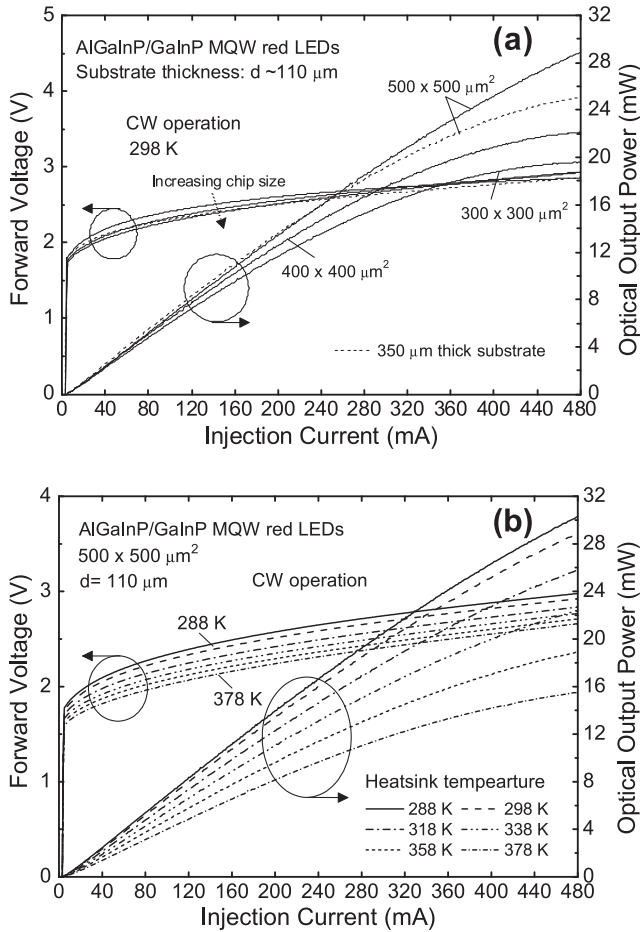 (a)
AlGaInP/GaInP MQW red LEDs
Substrate thickness: d ~110 μm
CW operation
298 K
Increasing chip size
500 x 500 μm²
300 x 300 μm²
400 x 400 μm²
350 μm thick substrate
Forward Voltage (V)
5
4
3
2
1
0
Optical Output Power (mW)
32
28
24
20
16
12
8
4
0
0 40 80 120 160 200 240 280 320 360 400 440 480
Injection Current (mA)
(b)
AlGaInP/GaInP MQW red LEDs
500 x 500 μm²
d= 110 μm
CW operation
288 K
378 K
Heatsink tempearture
288 K 298 K
318 K 338 K
358 K 378 K
Forward Voltage (V)
4
3
2
1
0
Optical Output Power (mW)
32
28
24
20
16
12
8
4
0
0 40 80 120 160 200 240 280 320 360 400 440 480
Injection Current (mA)